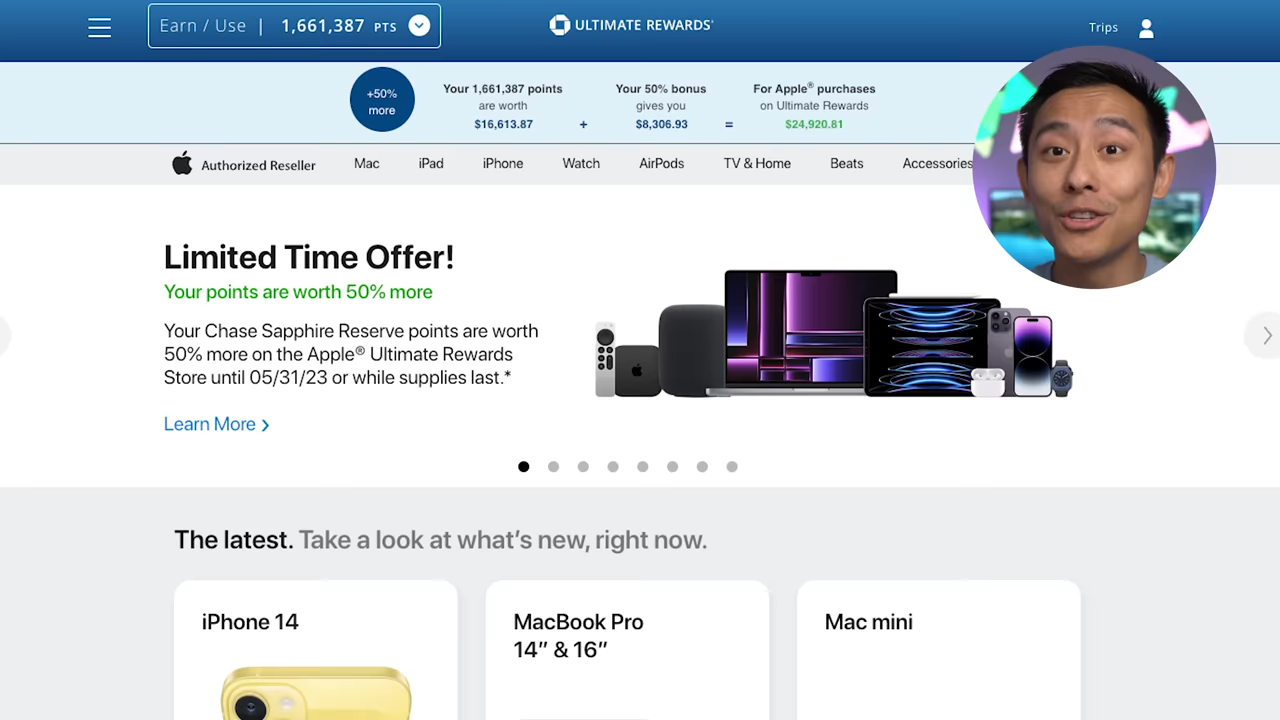 Earn / Use | 1,661,387 PTS
ULTIMATE REWARDS®
Trips
+50%
more
Your 1,661,387 points
are worth
$16,613.87
+
Your 50% bonus
gives you
$8,306.93
=
For Apple® purchases
on Ultimate Rewards
$24,920.81
Authorized Reseller
Mac
iPad
iPhone
Watch
AirPods
TV & Home
Beats
Accessories
Limited Time Offer!
Your points are worth 50% more
Your Chase Sapphire Reserve points are worth
50% more on the Apple® Ultimate Rewards
Store until 05/31/23 or while supplies last.*
Learn More
The latest. Take a look at what's new, right now.
iPhone 14
MacBook Pro
14” & 16”
Mac mini